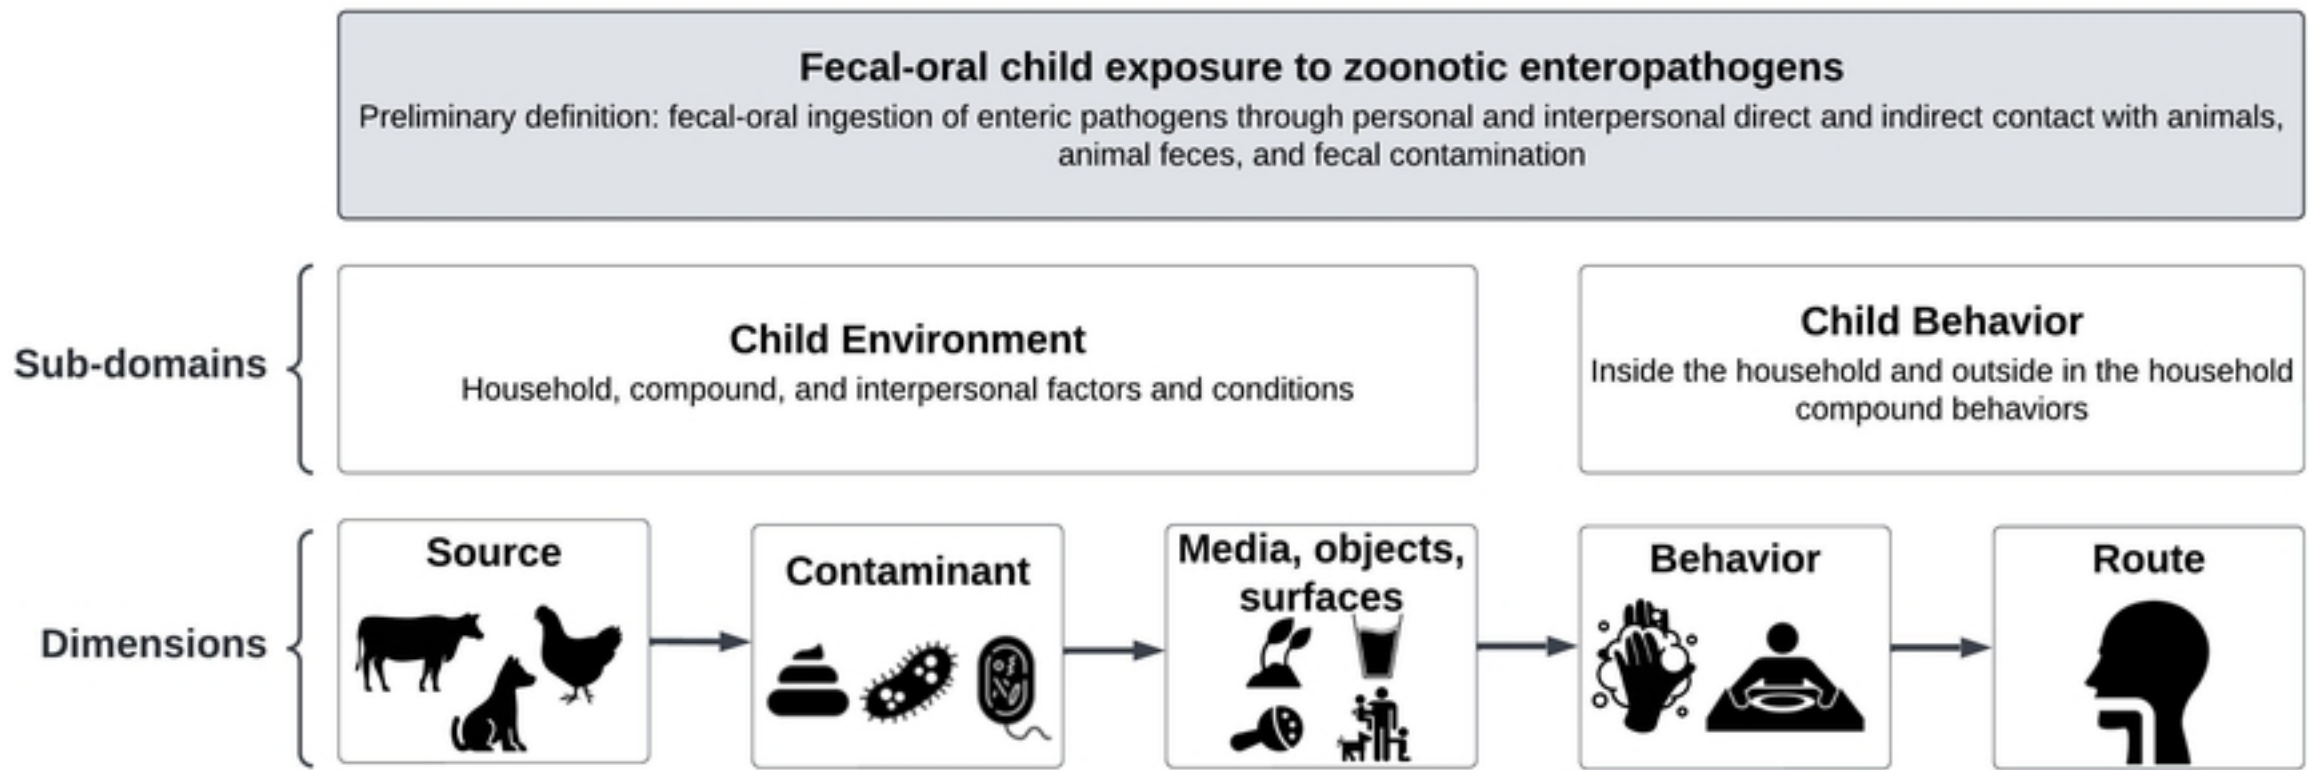 Fecal-oral child exposure to zoonotic enteropathogens
Preliminary definition: fecal-oral ingestion of enteric pathogens through personal and interpersonal direct and indirect contact with animals,
animal feces, and fecal contamination
Sub-domains
Child Environment
Household, compound, and interpersonal factors and conditions
Child Behavior
Inside the household and outside in the household
compound behaviors
Dimensions
Source
Contaminant
Media, objects,
surfaces
Behavior
Route